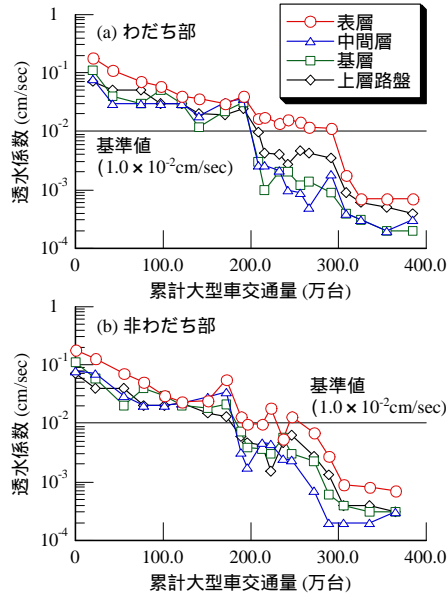 (a) わだち部
表層
中間層
基層
上層路盤
透水係数 (cm/sec)
1
10-1
10-2
10-3
10-4
基準値
(1.0×10-2cm/sec)
0 100.0 200.0 300.0 400.0
累計大型車交通量 (万台)
(b) 非わだち部
透水係数 (cm/sec)
1
10-1
10-2
10-3
10-4
基準値
(1.0×10-2cm/sec)
0 100.0 200.0 300.0 400.0
累計大型車交通量 (万台)